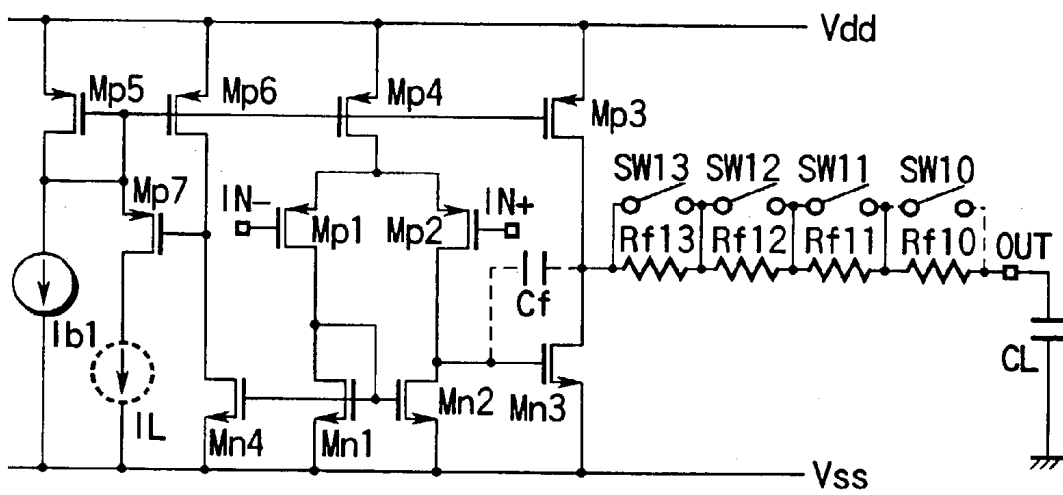 Vdd
Mp5
Mp6
Mp4
Mp3
SW13
SW12
SW11
SW10
Mp7
IN-
IN+
Mp1
Mp2
Rf13
Rf12
Rf11
Rf10
OUT
Cf
Ib1
CL
IL
Mn4
Mn1
Mn2
Mn3
Vss